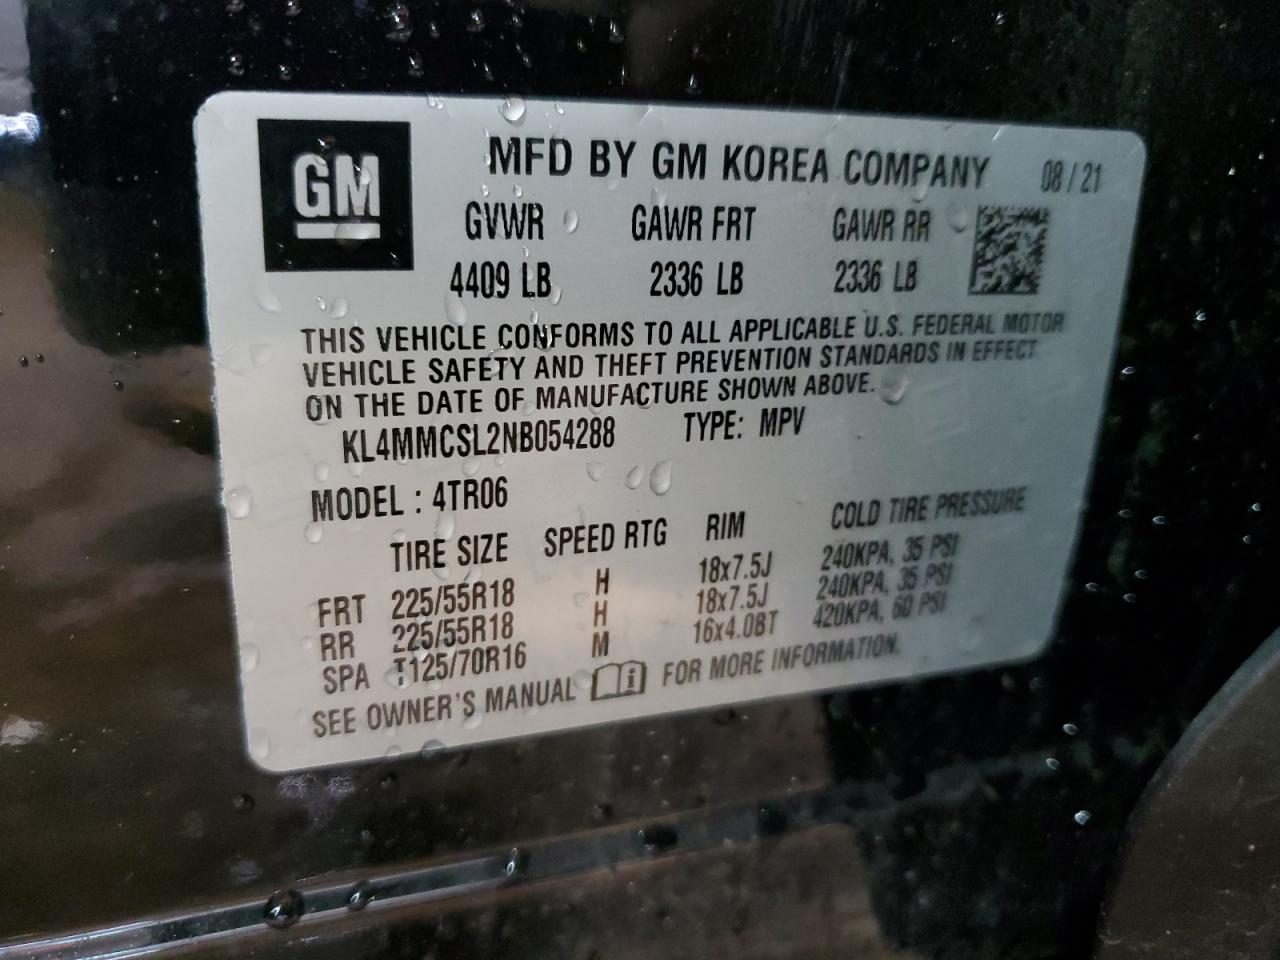 GM
MFD BY GM KOREA COMPANY 08 / 21
GVWR GAWR FRT GAWR RR
4409 LB 2336 LB 2336 LB
THIS VEHICLE CONFORMS TO ALL APPLICABLE U.S. FEDERAL MOTOR
VEHICLE SAFETY AND THEFT PREVENTION STANDARDS IN EFFECT
ON THE DATE OF MANUFACTURE SHOWN ABOVE.
KL4MMCSL2NB054288 TYPE: MPV
MODEL : 4TR06
TIRE SIZE SPEED RTG RIM COLD TIRE PRESSURE
FRT 225/55R18 H 18x7.5J 240KPA, 35 PSI
RR 225/55R18 H 18x7.5J 240KPA, 35 PSI
SPA T125/70R16 M 16x4.0BT 420KPA, 60 PSI
SEE OWNER'S MANUAL FOR MORE INFORMATION.